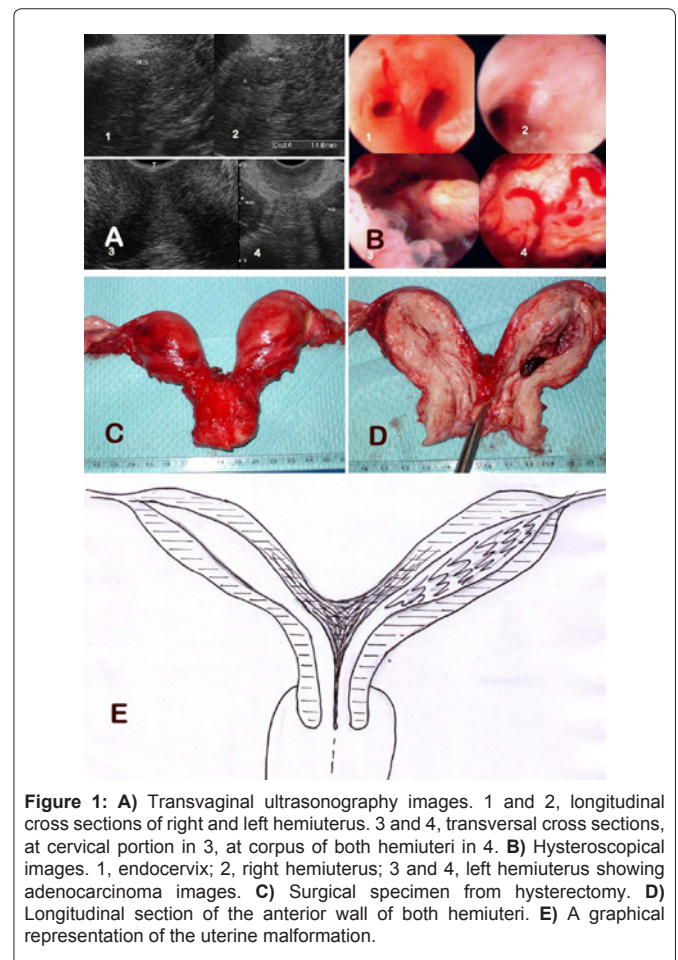 1
2
Dist A 14.6mm
A
3
4
1
2
B
3
4
C
D
E
Figure 1: A) Transvaginal ultrasonography images. 1 and 2, longitudinal
cross sections of right and left hemiuterus. 3 and 4, transversal cross sections,
at cervical portion in 3, at corpus of both hemiuteri in 4. B) Hysteroscopical
images. 1, endocervix; 2, right hemiuterus; 3 and 4, left hemiuterus showing
adenocarcinoma images. C) Surgical specimen from hysterectomy. D)
Longitudinal section of the anterior wall of both hemiuteri. E) A graphical
representation of the uterine malformation.